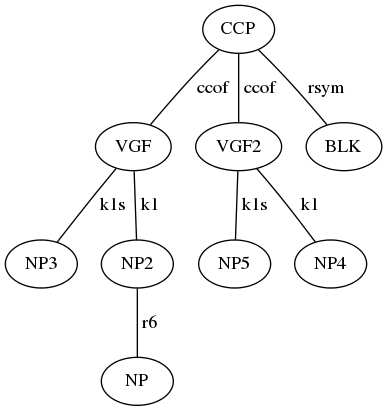 CCP
ccof ccof rsym
VGF VGF2 BLK
k1s k1 k1s k1
NP3 NP2 NP5 NP4
r6
NP